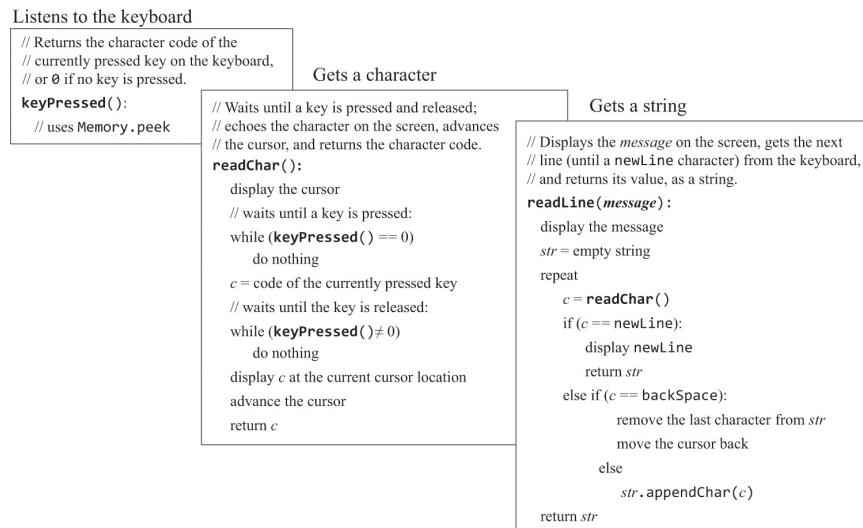 Listens to the keyboard
// Returns the character code of the
// currently pressed key on the keyboard,
// or 0 if no key is pressed.
keyPressed():
// uses Memory.peek
Gets a character
// Waits until a key is pressed and released;
// echoes the character on the screen, advances
// the cursor, and returns the character code.
readChar():
display the cursor
// waits until a key is pressed:
while (keyPressed() == 0)
do nothing
c = code of the currently pressed key
// waits until the key is released:
while (keyPressed() ≠ 0)
do nothing
display c at the current cursor location
advance the cursor
return c
Gets a string
// Displays the message on the screen, gets the next
// line (until a newLine character) from the keyboard,
// and returns its value, as a string.
readLine(message):
display the message
str = empty string
repeat
c = readChar()
if (c == newLine):
display newLine
return str
else if (c == backSpace):
remove the last character from str
move the cursor back
else
str.appendChar(c)
return str